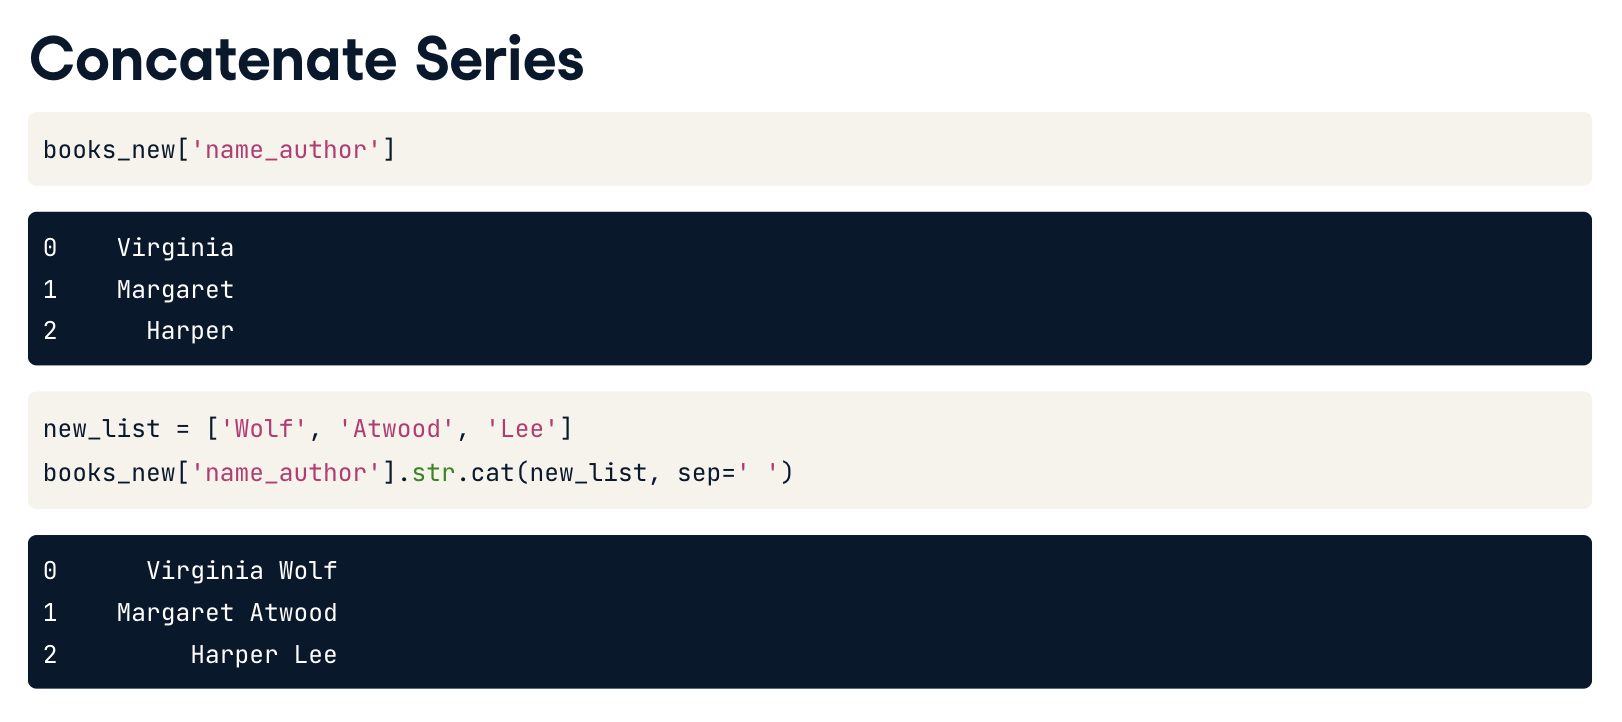 Concatenate Series
books_new['name_author']
0    Virginia
1    Margaret
2      Harper
new_list = ['Wolf', 'Atwood', 'Lee']
books_new['name_author'].str.cat(new_list, sep=' ')
0      Virginia Wolf
1    Margaret Atwood
2         Harper Lee